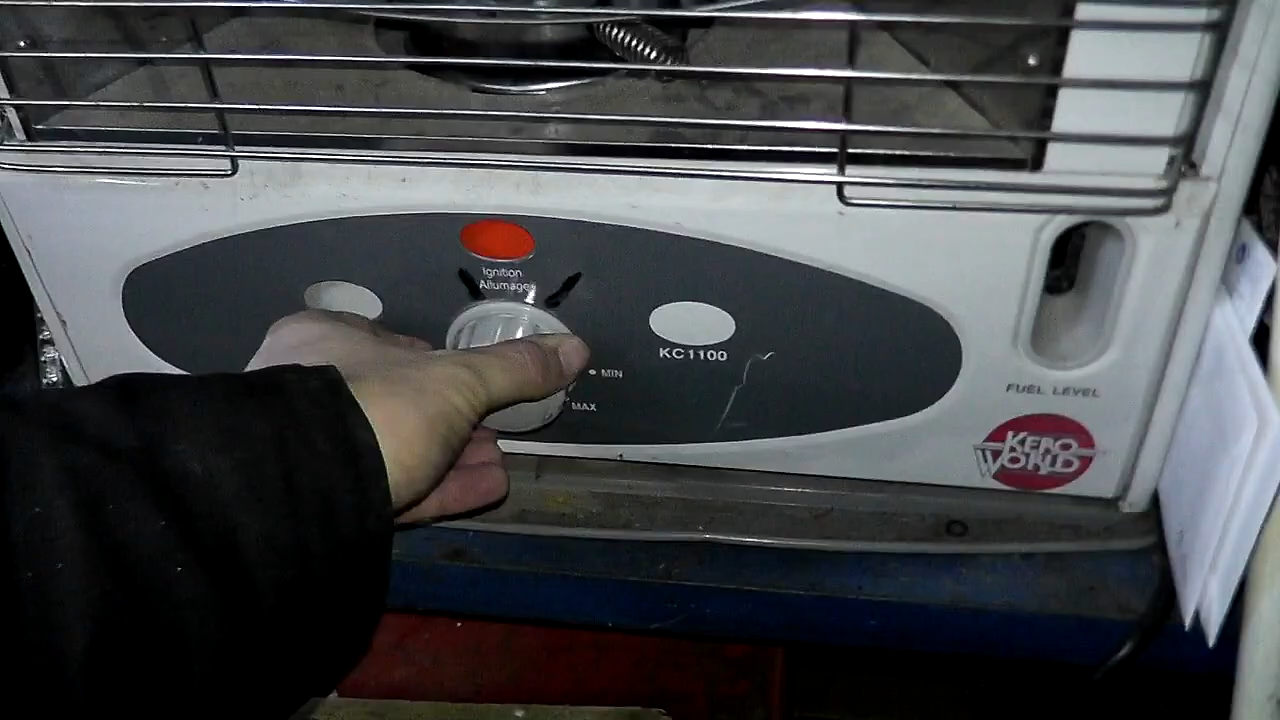 Ignition
Allumage
KC1100
MIN
MAX
FUEL LEVEL
KERO
WORLD